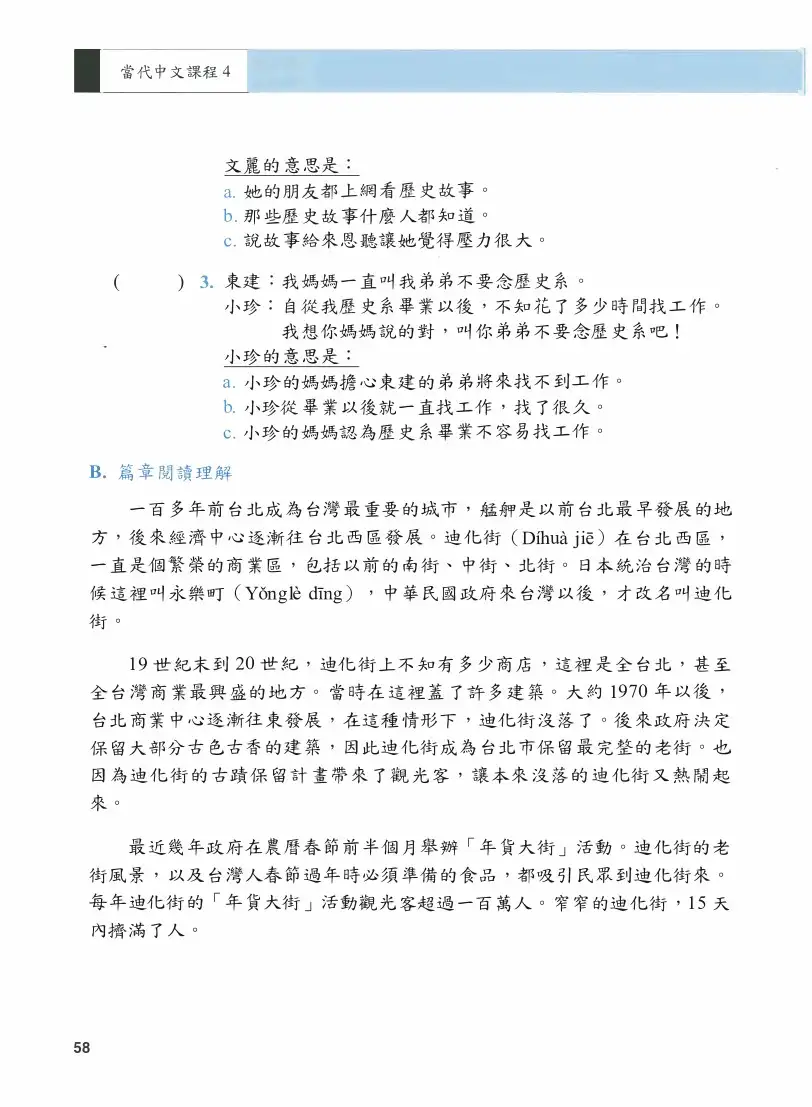 當代中文課程 4
文麗的意思是：
a. 她的朋友都上網看歷史故事。
b. 那些歷史故事什麼人都知道。
c. 說故事給來恩聽讓她覺得壓力很大。
(　　) 3. 東建：我媽媽一直叫我弟弟不要念歷史系。
小珍：自從我歷史系畢業以後，不知花了多少時間找工作。
我想你媽媽說的對，叫你弟弟不要念歷史系吧！
小珍的意思是：
a. 小珍的媽媽擔心東建的弟弟將來找不到工作。
b. 小珍從畢業以後就一直找工作，找了很久。
c. 小珍的媽媽認為歷史系畢業不容易找工作。
B. 篇章閱讀理解
一百多年前台北成為台灣最重要的城市，艋舺是以前台北最早發展的地
方，後來經濟中心逐漸往台北西區發展。迪化街（Díhuà jiē）在台北西區，
一直是個繁榮的商業區，包括以前的南街、中街、北街。日本統治台灣的時
候這裡叫永樂町（Yǒnglè dīng），中華民國政府來台灣以後，才改名叫迪化
街。
19 世紀末到 20 世紀，迪化街上不知有多少商店，這裡是全台北，甚至
全台灣商業最興盛的地方。當時在這裡蓋了許多建築。大約 1970 年以後，
台北商業中心逐漸往東發展，在這種情形下，迪化街沒落了。後來政府決定
保留大部分古色古香的建築，因此迪化街成為台北市保留最完整的老街。也
因為迪化街的古蹟保留計畫帶來了觀光客，讓本來沒落的迪化街又熱鬧起
來。
最近幾年政府在農曆春節前半個月舉辦「年貨大街」活動。迪化街的老
街風景，以及台灣人春節過年時必須準備的食品，都吸引民眾到迪化街來。
每年迪化街的「年貨大街」活動觀光客超過一百萬人。窄窄的迪化街，15 天
內擠滿了人。
58